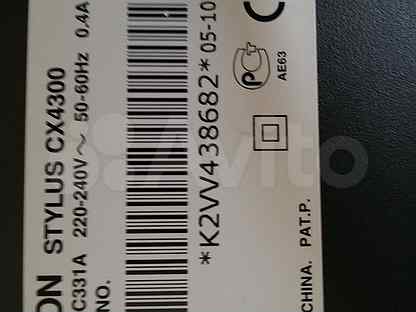 ON STYLUS CX4300
C331A 220-240V~ 50-60Hz 0.4A
NO.
*K2VV438682* 05-10
AE63
CHINA. PAT.P.
Avito